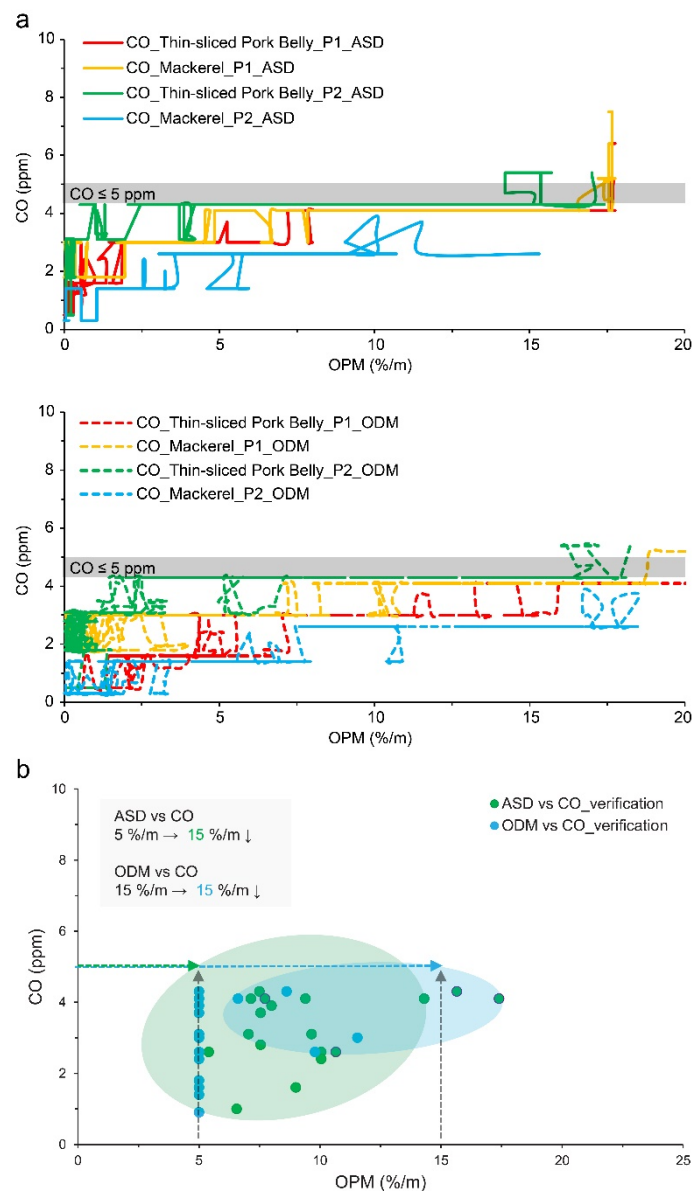 a
10
8
6
4
2
0
CO (ppm)
CO_Thin-sliced Pork Belly_P1_ASD
CO_Mackerel_P1_ASD
CO_Thin-sliced Pork Belly_P2_ASD
CO_Mackerel_P2_ASD
CO ≤ 5 ppm
0 5 10 15 20
OPM (%/m)
10
8
6
4
2
0
CO (ppm)
CO_Thin-sliced Pork Belly_P1_ODM
CO_Mackerel_P1_ODM
CO_Thin-sliced Pork Belly_P2_ODM
CO_Mackerel_P2_ODM
CO ≤ 5 ppm
0 5 10 15 20
OPM (%/m)
b
10
8
6
4
2
0
CO (ppm)
ASD vs CO
5 %/m → 15 %/m ↓
ODM vs CO
15 %/m → 15 %/m ↓
ASD vs CO_verification
ODM vs CO_verification
0 5 10 15 20 25
OPM (%/m)